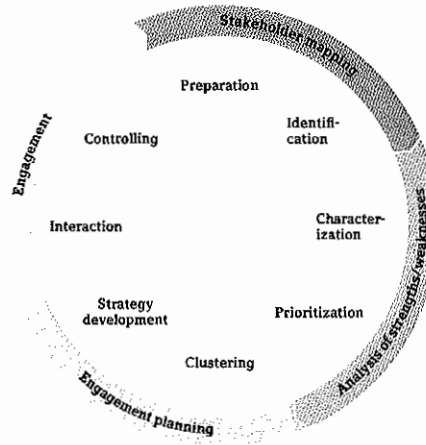 Stakeholder mapping
Preparation
Identifi-
cation
Controlling
Engagement
Interaction
Character-
ization
Analysis of strengths/weaknesses
Strategy
development
Prioritization
Clustering
Engagement planning